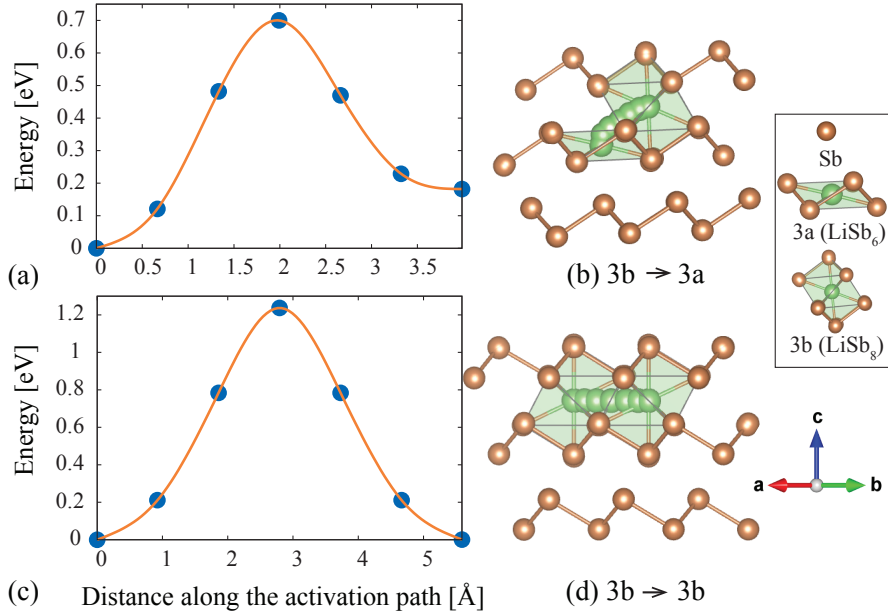 0.7
0.6
0.5
0.4
0.3
0.2
0.1
0
Energy [eV]
0 0.5 1 1.5 2 2.5 3 3.5
(a)
(b) 3b → 3a
Sb
3a (LiSb6)
3b (LiSb8)
1.2
1
0.8
0.6
0.4
0.2
0
Energy [eV]
0 1 2 3 4 5
(c) Distance along the activation path [Å]
(d) 3b → 3b
c
a b